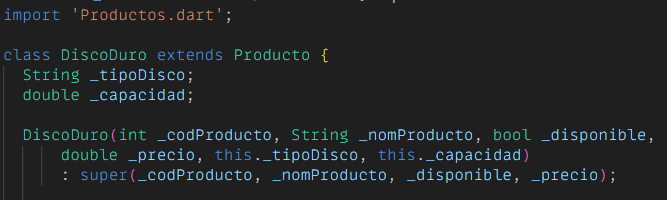 import 'Productos.dart';
class DiscoDuro extends Producto {
String _tipoDisco;
double _capacidad;
DiscoDuro(int _codProducto, String _nomProducto, bool _disponible,
double _precio, this._tipoDisco, this._capacidad)
: super(_codProducto, _nomProducto, _disponible, _precio);